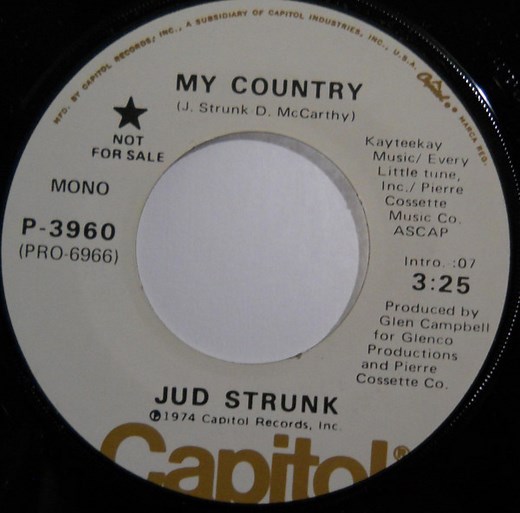 MFD. BY CAPITOL RECORDS, INC., A SUBSIDIARY OF CAPITOL INDUSTRIES, INC., U.S.A.
Capitol ® MARCA REG.
MY COUNTRY
(J. Strunk-D. McCarthy)
★
NOT
FOR SALE
MONO
P-3960
(PRO-6966)
Kayteekay
Music/ Every
Little tune,
Inc./ Pierre
Cossette
Music Co.
ASCAP
Intro. :07
3:25
Produced by
Glen Campbell
for Glenco
Productions
and Pierre
Cossette Co.
JUD STRUNK
℗1974 Capitol Records, Inc.
Capitol®